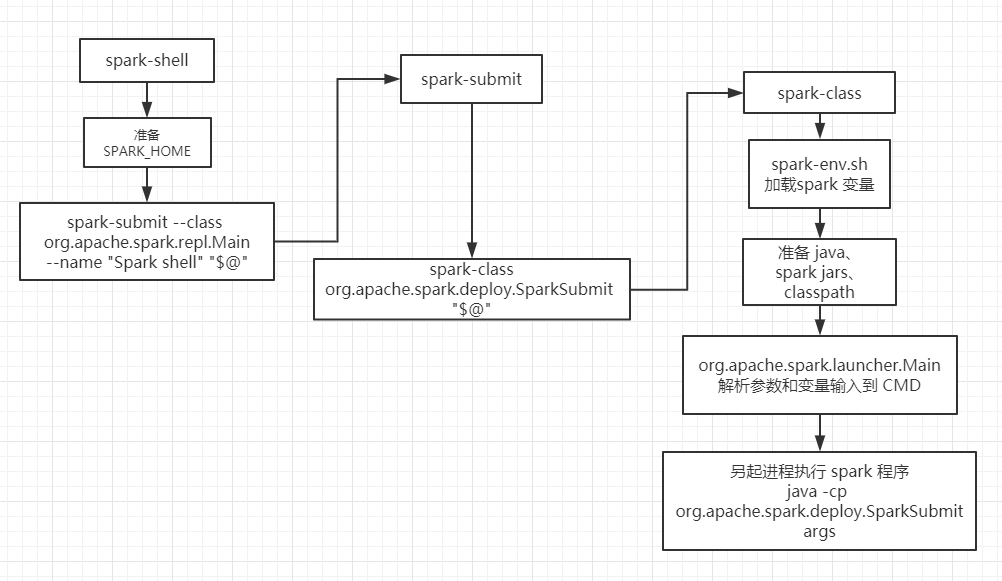 spark-shell
准备
SPARK_HOME
spark-submit --class
org.apache.spark.repl.Main
--name "Spark shell" "$@"
spark-submit
spark-class
org.apache.spark.deploy.SparkSubmit
"$@"
spark-class
spark-env.sh
加载spark 变量
准备 java、
spark jars、
classpath
org.apache.spark.launcher.Main
解析参数和变量输入到 CMD
另起进程执行 spark 程序
java -cp
org.apache.spark.deploy.SparkSubmit
args